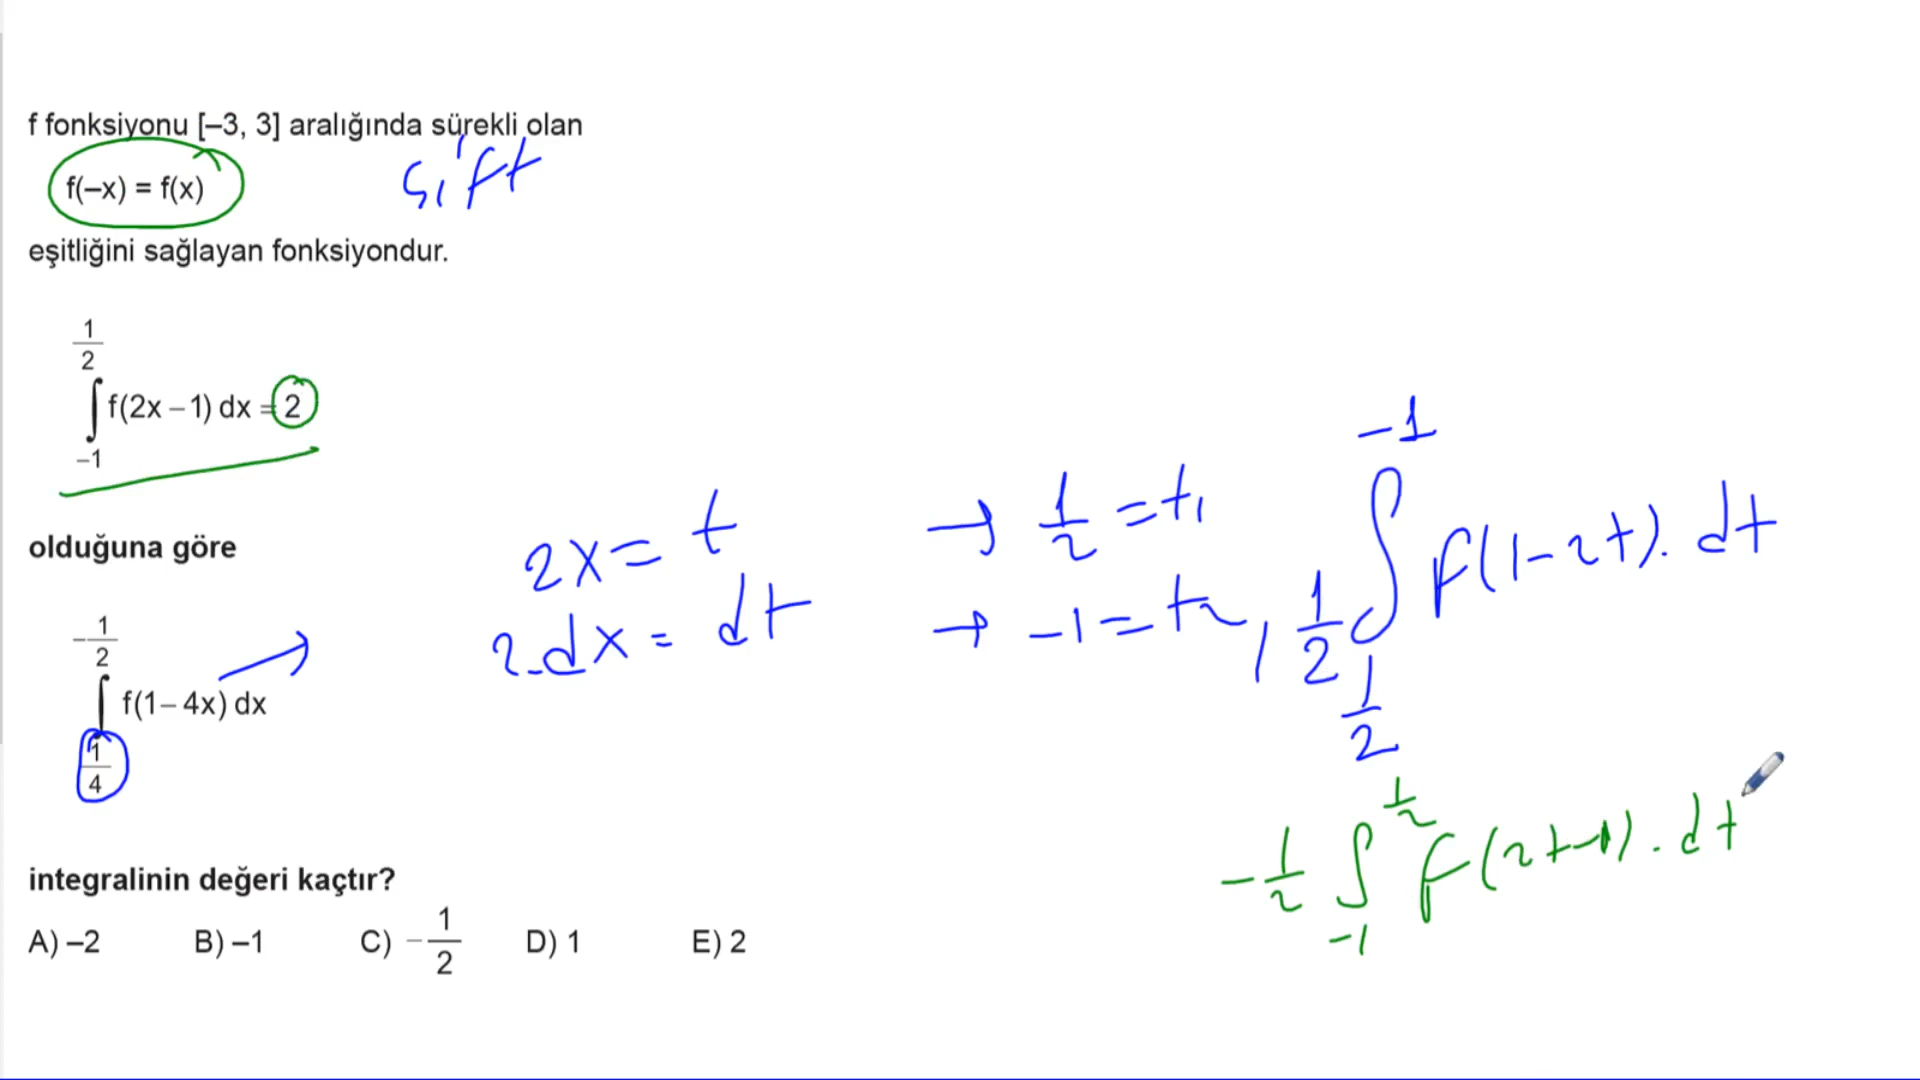 f fonksiyonu [–3, 3] aralığında sürekli olan
f(–x) = f(x)
çift
eşitliğini sağlayan fonksiyondur.
1
2
∫ f(2x – 1) dx = 2
–1
olduğuna göre
-1
2
∫ f(1– 4x) dx
1
4
integralinin değeri kaçtır?
A) –2 B) –1 C) -1/2 D) 1 E) 2
2x = t
2.dx = dt
→ 1/2 = t₁
→ -1 = t₂
-1
1/2 ∫ f(1-2t). dt
1/2
1/2
-1/2 ∫ f(2t-1). dt
-1